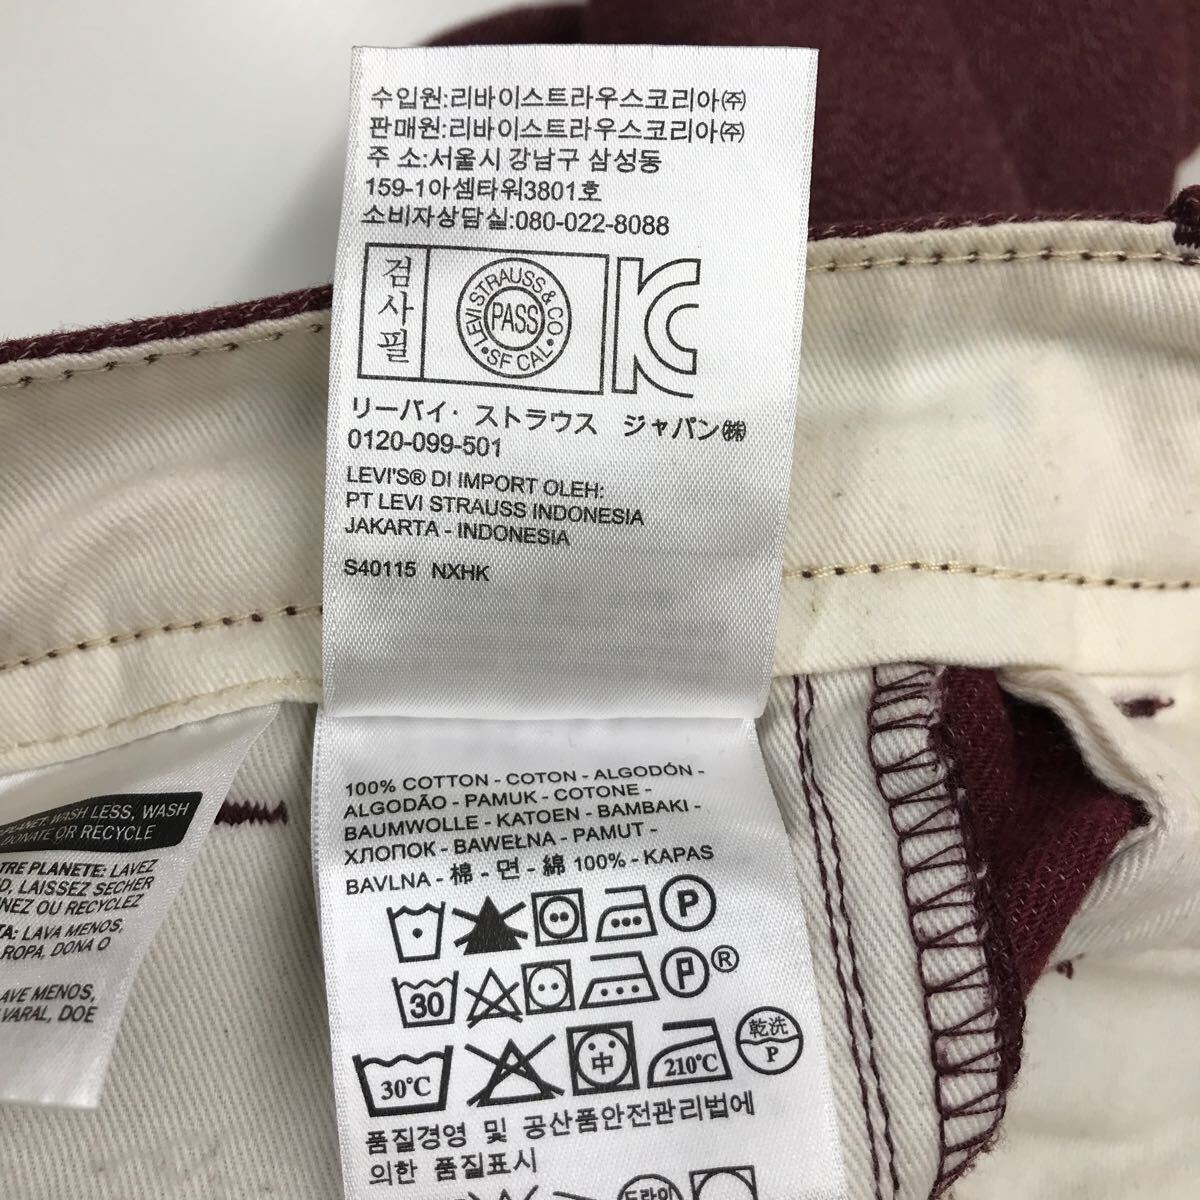 수입원:리바이스트라우스코리아㈜
판매원:리바이스트라우스코리아㈜
주 소:서울시 강남구 삼성동
159-1아셈타워3801호
소비자상담실:080-022-8088
검사필
LEVI STRAUSS & CO
PASS
• SF CAL •
KC
リーバイ・ストラウス ジャパン㈱
0120-099-501
LEVI'S® DI IMPORT OLEH:
PT LEVI STRAUSS INDONESIA
JAKARTA - INDONESIA
S40115 NXHK
100% COTTON - COTON - ALGODÓN -
ALGODÃO - PAMUK - COTONE -
BAUMWOLLE - KATOEN - BAMBAKI -
ХЛОПОК - BAWEŁNA - PAMUT -
BAVLNA - 棉 - 면 - 綿 100% - KAPAS
P
30 P®
30℃ 中 210℃ 乾洗 P
품질경영 및 공산품안전관리법에
의한 품질표시
드라이
PLANET: WASH LESS, WASH
DONATE OR RECYCLE
TRE PLANETE: LAVEZ
D, LAISSEZ SECHER
NEZ OU RECYCLEZ
TA: LAVA MENOS,
ROPA, DONA O
AVE MENOS,
VARAL, DOE